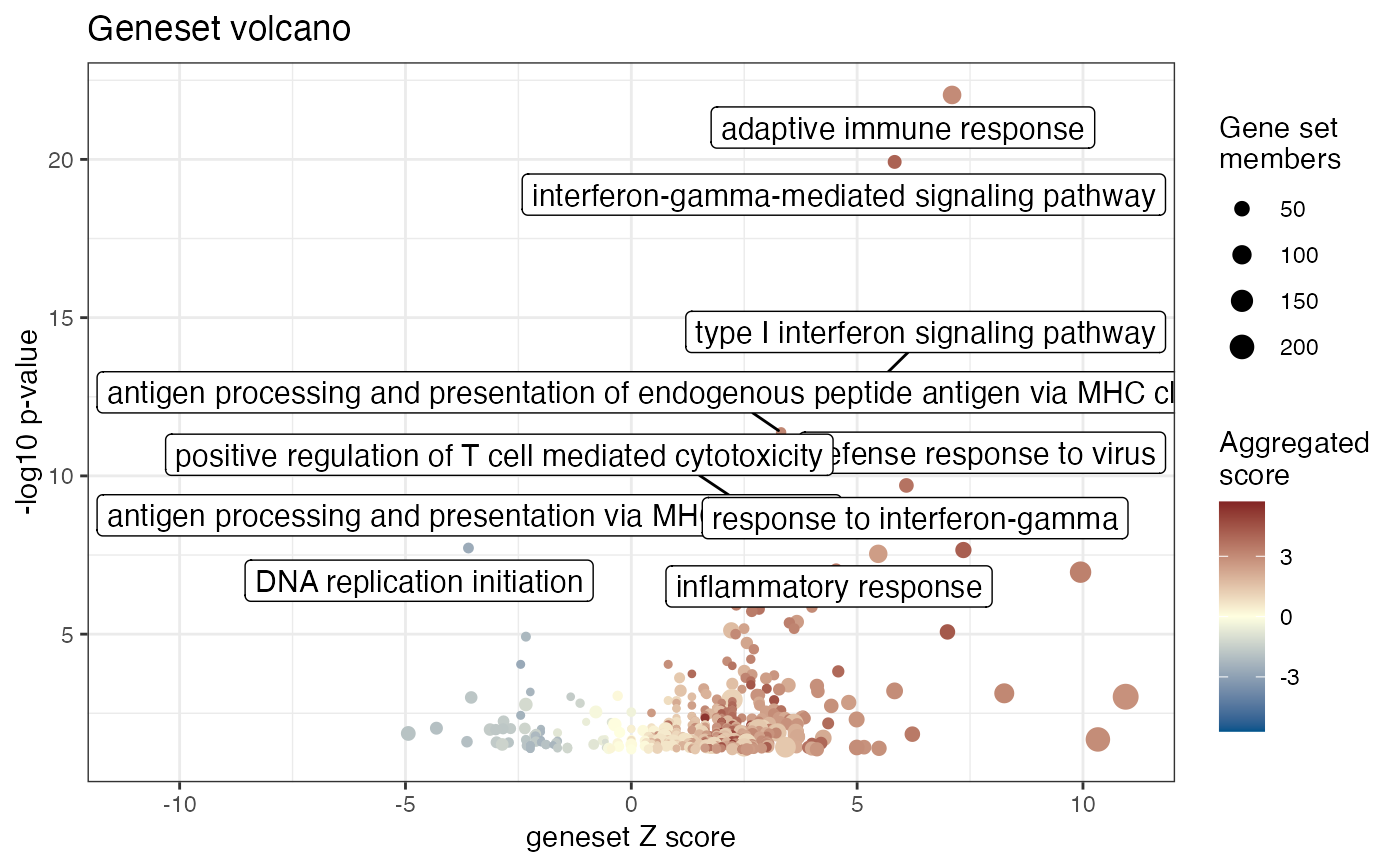 Geneset volcano
adaptive immune response
interferon-gamma-mediated signaling pathway
type I interferon signaling pathway
antigen processing and presentation of endogenous peptide antigen via MHC
positive regulation of T cell mediated cytotoxicity
response to virus
antigen processing and presentation via
response to interferon-gamma
DNA replication initiation
inflammatory response
20
15
10
5
-log10 p-value
-10
-5
0
5
10
geneset Z score
Gene set
members
50
100
150
200
Aggregated
score
3
0
-3